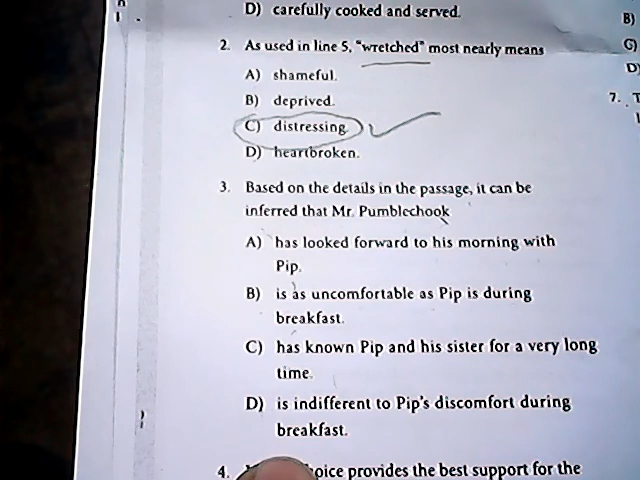 D) carefully cooked and served.
2. As used in line 5, "wretched" most nearly means
A) shameful.
B) deprived.
C) distressing.
D) heartbroken.
3. Based on the details in the passage, it can be
inferred that Mr. Pumblechook
A) has looked forward to his morning with
Pip.
B) is as uncomfortable as Pip is during
breakfast.
C) has known Pip and his sister for a very long
time.
D) is indifferent to Pip's discomfort during
breakfast.
4. provides the best support for the
B)
C)
D)
7.